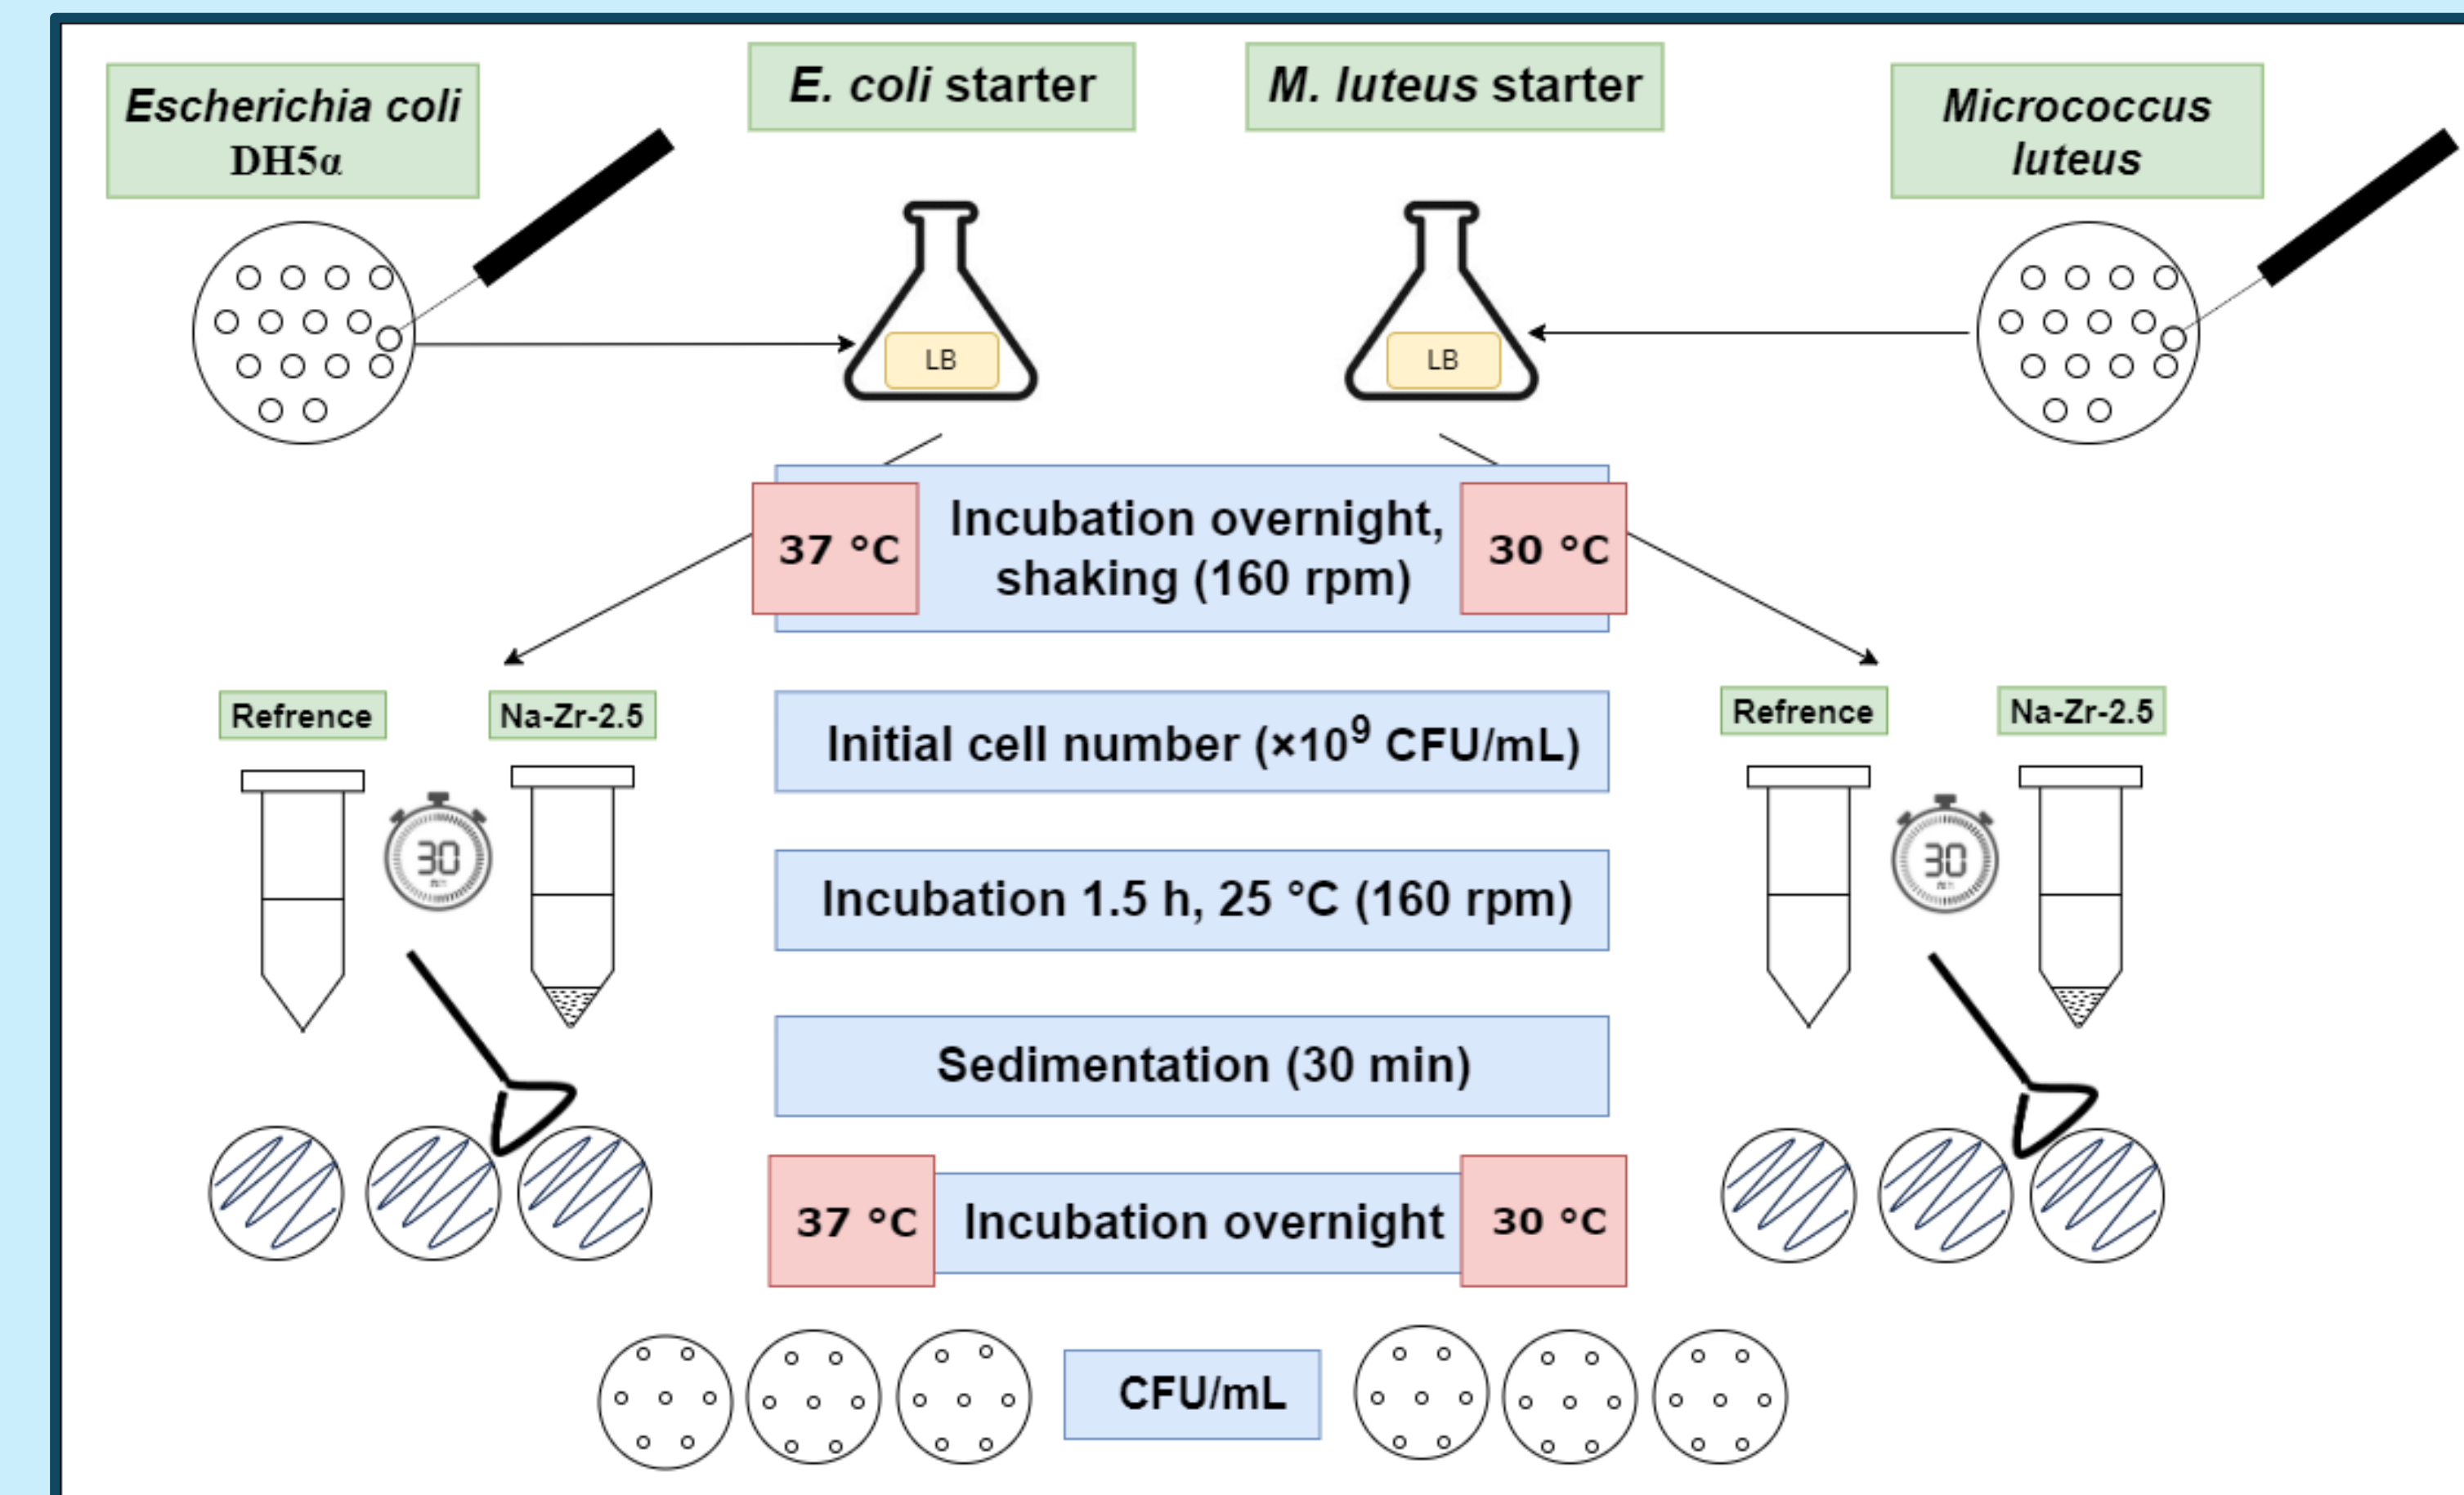 Escherichia coli
DH5α
E. coli starter
M. luteus starter
Micrococcus
luteus
LB
LB
37 °C
Incubation overnight,
shaking (160 rpm)
30 °C
Refrence
Na-Zr-2.5
Initial cell number (×10⁹ CFU/mL)
Refrence
Na-Zr-2.5
30
Incubation 1.5 h, 25 °C (160 rpm)
30
Sedimentation (30 min)
37 °C
Incubation overnight
30 °C
CFU/mL